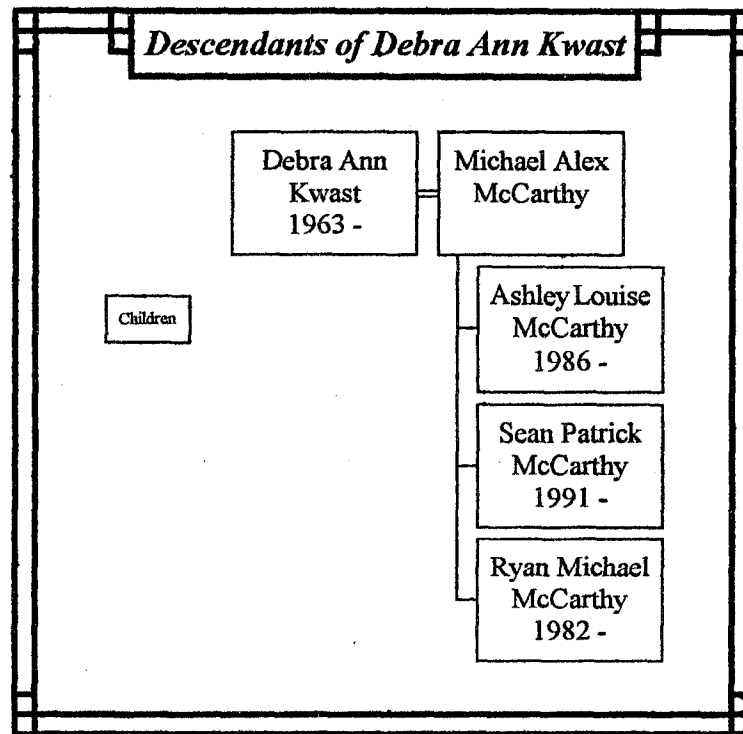 Descendants of Debra Ann Kwast
Debra Ann
Kwast
1963 -
Michael Alex
McCarthy
Children
Ashley Louise
McCarthy
1986 -
Sean Patrick
McCarthy
1991 -
Ryan Michael
McCarthy
1982 -